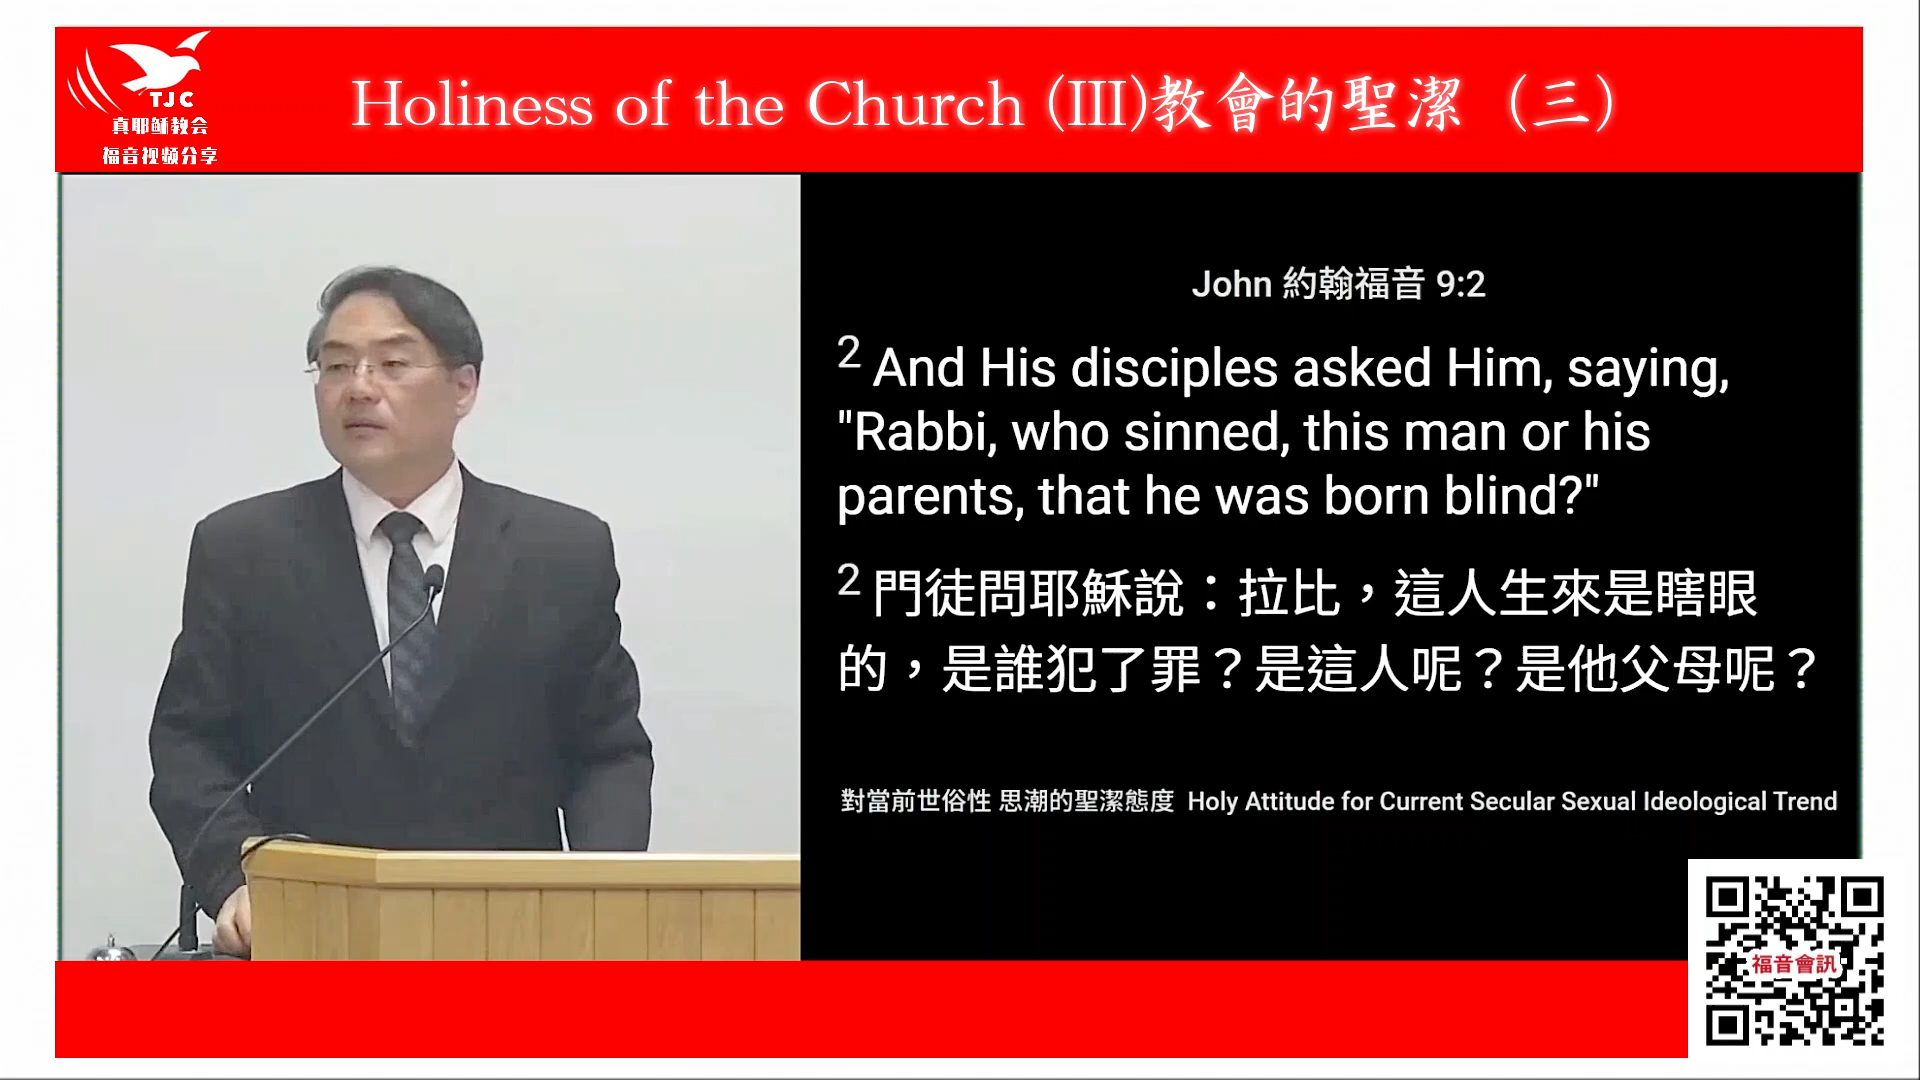 TJC
真耶稣教会
福音视频分享
Holiness of the Church (III)教會的聖潔（三）
John 約翰福音 9:2
2 And His disciples asked Him, saying,
"Rabbi, who sinned, this man or his
parents, that he was born blind?"
2 門徒問耶穌說：拉比，這人生來是瞎眼
的，是誰犯了罪？是這人呢？是他父母呢？
對當前世俗性 思潮的聖潔態度 Holy Attitude for Current Secular Sexual Ideological Trend
福音會訊